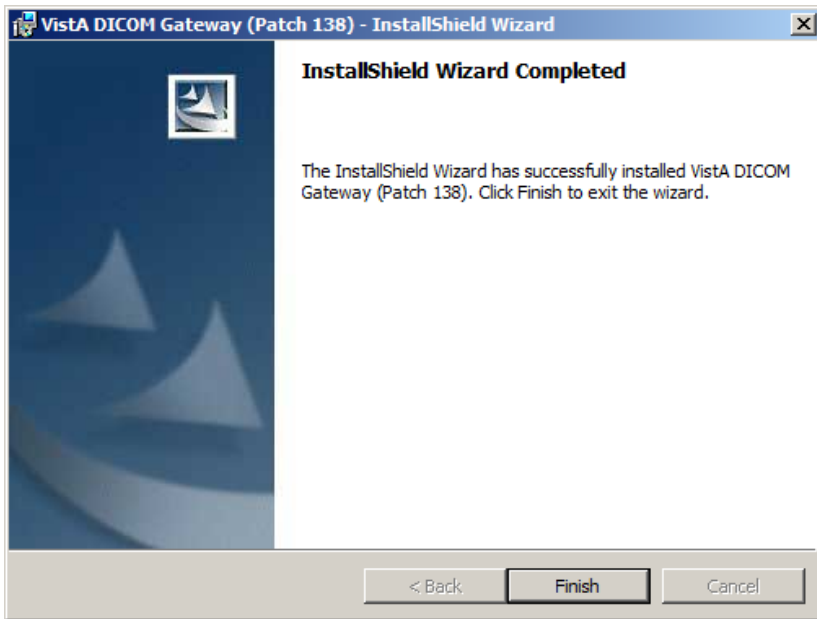 VistA DICOM Gateway (Patch 138) - InstallShield Wizard
InstallShield Wizard Completed
The InstallShield Wizard has successfully installed VistA DICOM
Gateway (Patch 138). Click Finish to exit the wizard.
< Back
Finish
Cancel